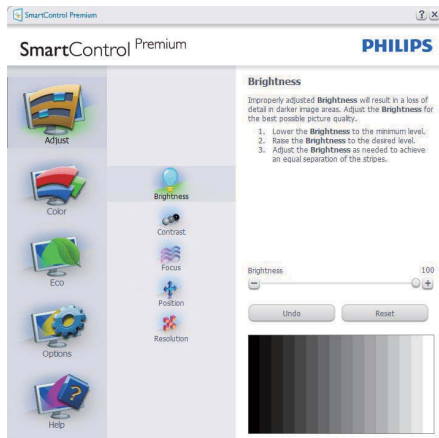 SmartControl Premium
SmartControl Premium
PHILIPS
Adjust
Color
Eco
Options
Help
Brightness
Contrast
Focus
Position
Resolution
Brightness
Improperly adjusted Brightness will result in a loss of
detail in darker image areas. Adjust the Brightness for
the best possible picture quality.
1. Lower the Brightness to the minimum level.
2. Raise the Brightness to the desired level.
3. Adjust the Brightness as needed to achieve
an equal separation of the stripes.
Brightness 100
Undo Reset